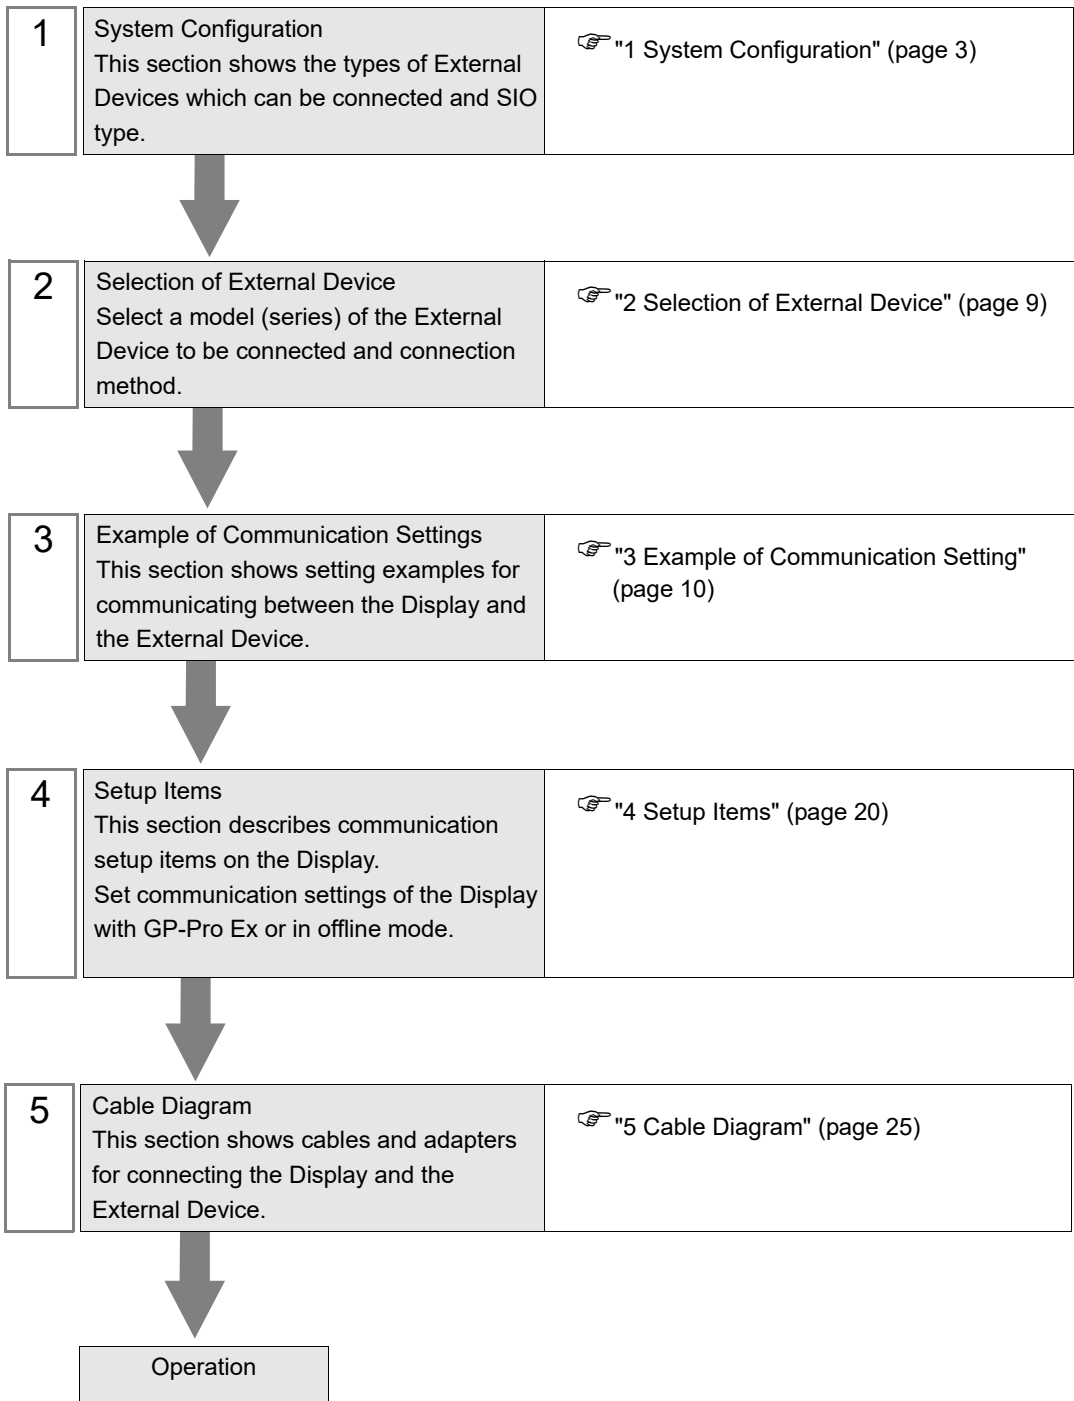 1
System Configuration
This section shows the types of External
Devices which can be connected and SIO
type.
"1 System Configuration" (page 3)
2
Selection of External Device
Select a model (series) of the External
Device to be connected and connection
method.
"2 Selection of External Device" (page 9)
3
Example of Communication Settings
This section shows setting examples for
communicating between the Display and
the External Device.
"3 Example of Communication Setting"
(page 10)
4
Setup Items
This section describes communication
setup items on the Display.
Set communication settings of the Display
with GP-Pro Ex or in offline mode.
"4 Setup Items" (page 20)
5
Cable Diagram
This section shows cables and adapters
for connecting the Display and the
External Device.
"5 Cable Diagram" (page 25)
Operation